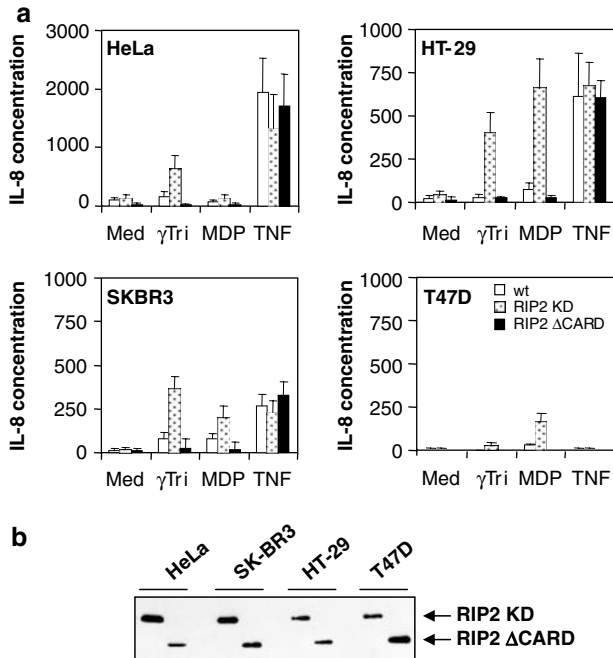 a
HeLa
IL-8 concentration
3000
2000
1000
0
Med γTri MDP TNF
HT-29
IL-8 concentration
1000
750
500
250
0
Med γTri MDP TNF
SKBR3
IL-8 concentration
1000
750
500
250
0
Med γTri MDP TNF
T47D
IL-8 concentration
1000
750
500
250
0
wt
RIP2 KD
RIP2 ΔCARD
Med γTri MDP TNF
b
HeLa SK-BR3 HT-29 T47D
RIP2 KD
RIP2 ΔCARD